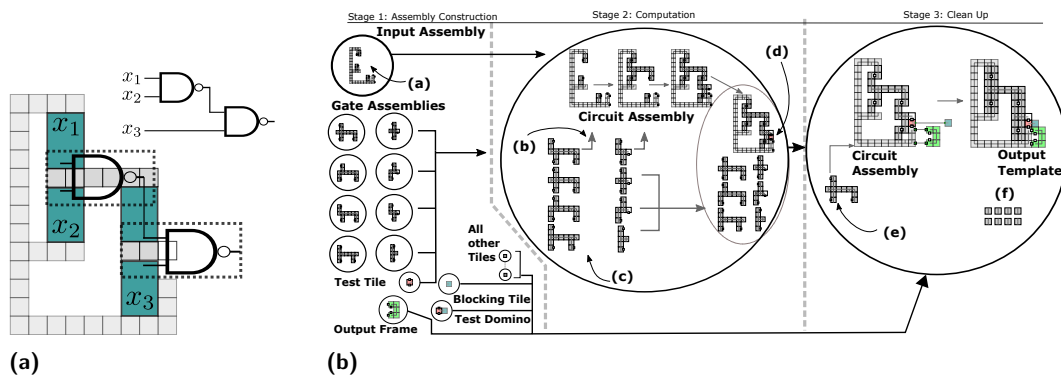 x₁
x₂
x₃
x₁
x₂
x₃
(a)
Stage 1: Assembly Construction
Stage 2: Computation
Stage 3: Clean Up
Input Assembly
(a)
Gate Assemblies
Test Tile
All
other
Tiles
Blocking Tile
Test Domino
Output Frame
Circuit Assembly
(b)
(c)
(d)
Circuit
Assembly
Output
Template
(e)
(f)
(b)